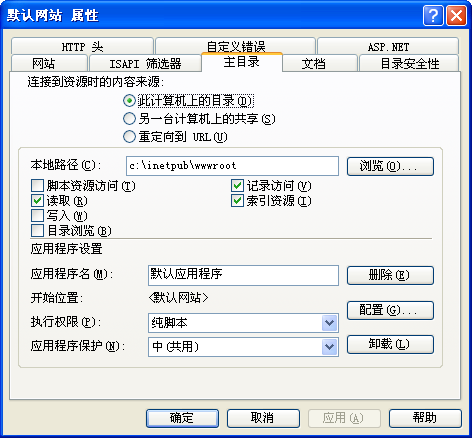 默认网站 属性
HTTP 头 自定义错误 ASP.NET
网站 ISAPI 筛选器 主目录 文档 目录安全性
连接到资源时的内容来源:
此计算机上的目录(D)
另一台计算机上的共享(S)
重定向到 URL(U)
本地路径(C): c:\inetpub\wwwroot 浏览(O)...
脚本资源访问(T) 记录访问(V)
读取(R) 索引资源(I)
写入(W)
目录浏览(B)
应用程序设置
应用程序名(M): 默认应用程序 删除(E)
开始位置: <默认网站>
配置(G)...
执行权限(P): 纯脚本
应用程序保护(N): 中(共用) 卸载(L)
确定 取消 应用(A) 帮助